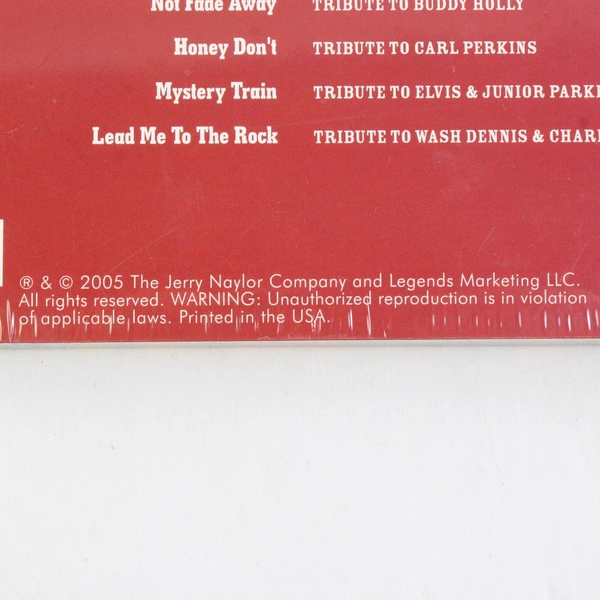 Not Fade Away TRIBUTE TO BUDDY HOLLY
Honey Don't TRIBUTE TO CARL PERKINS
Mystery Train TRIBUTE TO ELVIS & JUNIOR
Lead Me To The Rock TRIBUTE TO WASH DENNIS &
® & © 2005 The Jerry Naylor Company and Legends Marketing LLC.
All rights reserved. WARNING: Unauthorized reproduction is in violation
of applicable laws. Printed in the USA.